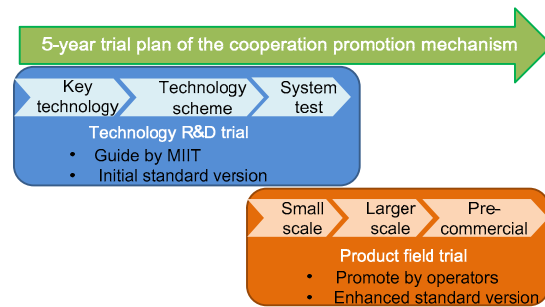 5-year trial plan of the cooperation promotion mechanism
Key technology
Technology scheme
System test
Technology R&D trial
• Guide by MIIT
• Initial standard version
Small scale
Larger scale
Pre-commercial
Product field trial
• Promote by operators
• Enhanced standard version